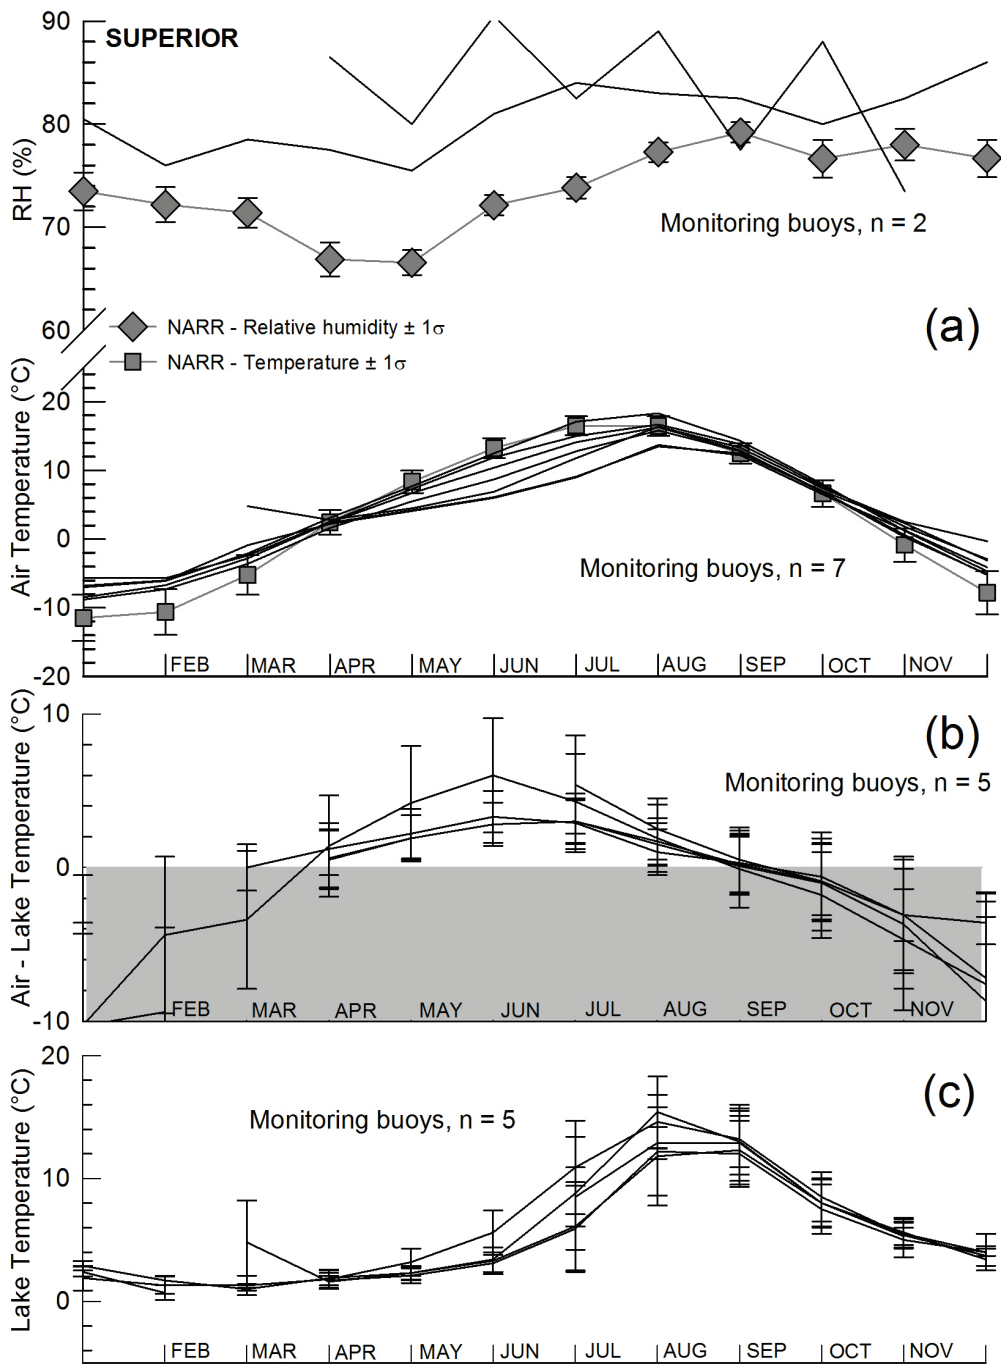 SUPERIOR
90
80
70
60
RH (%)
Monitoring buoys, n = 2
(a)
NARR - Relative humidity ± 1σ
NARR - Temperature ± 1σ
Air Temperature (°C)
20
10
0
-10
-20
Monitoring buoys, n = 7
FEB MAR APR MAY JUN JUL AUG SEP OCT NOV
(b)
Monitoring buoys, n = 5
Air - Lake Temperature (°C)
10
0
-10
FEB MAR APR MAY JUN JUL AUG SEP OCT NOV
(c)
Monitoring buoys, n = 5
Lake Temperature (°C)
20
10
0
FEB MAR APR MAY JUN JUL AUG SEP OCT NOV